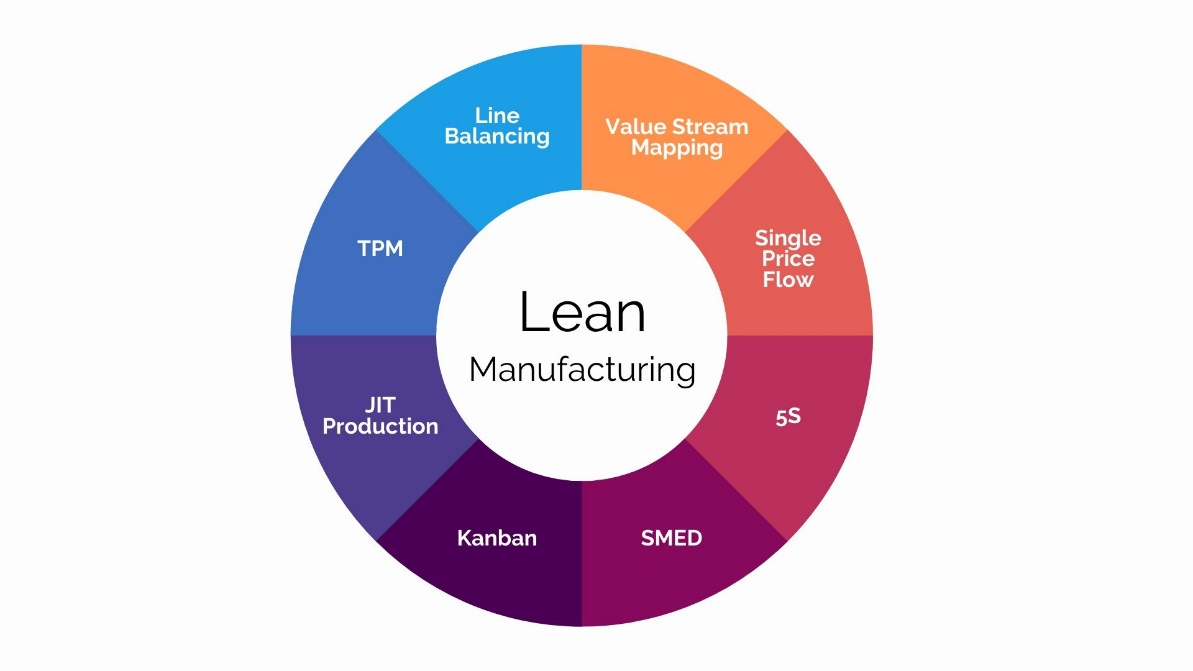 Line
Balancing
Value Stream
Mapping
TPM
Single
Price
Flow
Lean
Manufacturing
JIT
Production
5S
Kanban
SMED